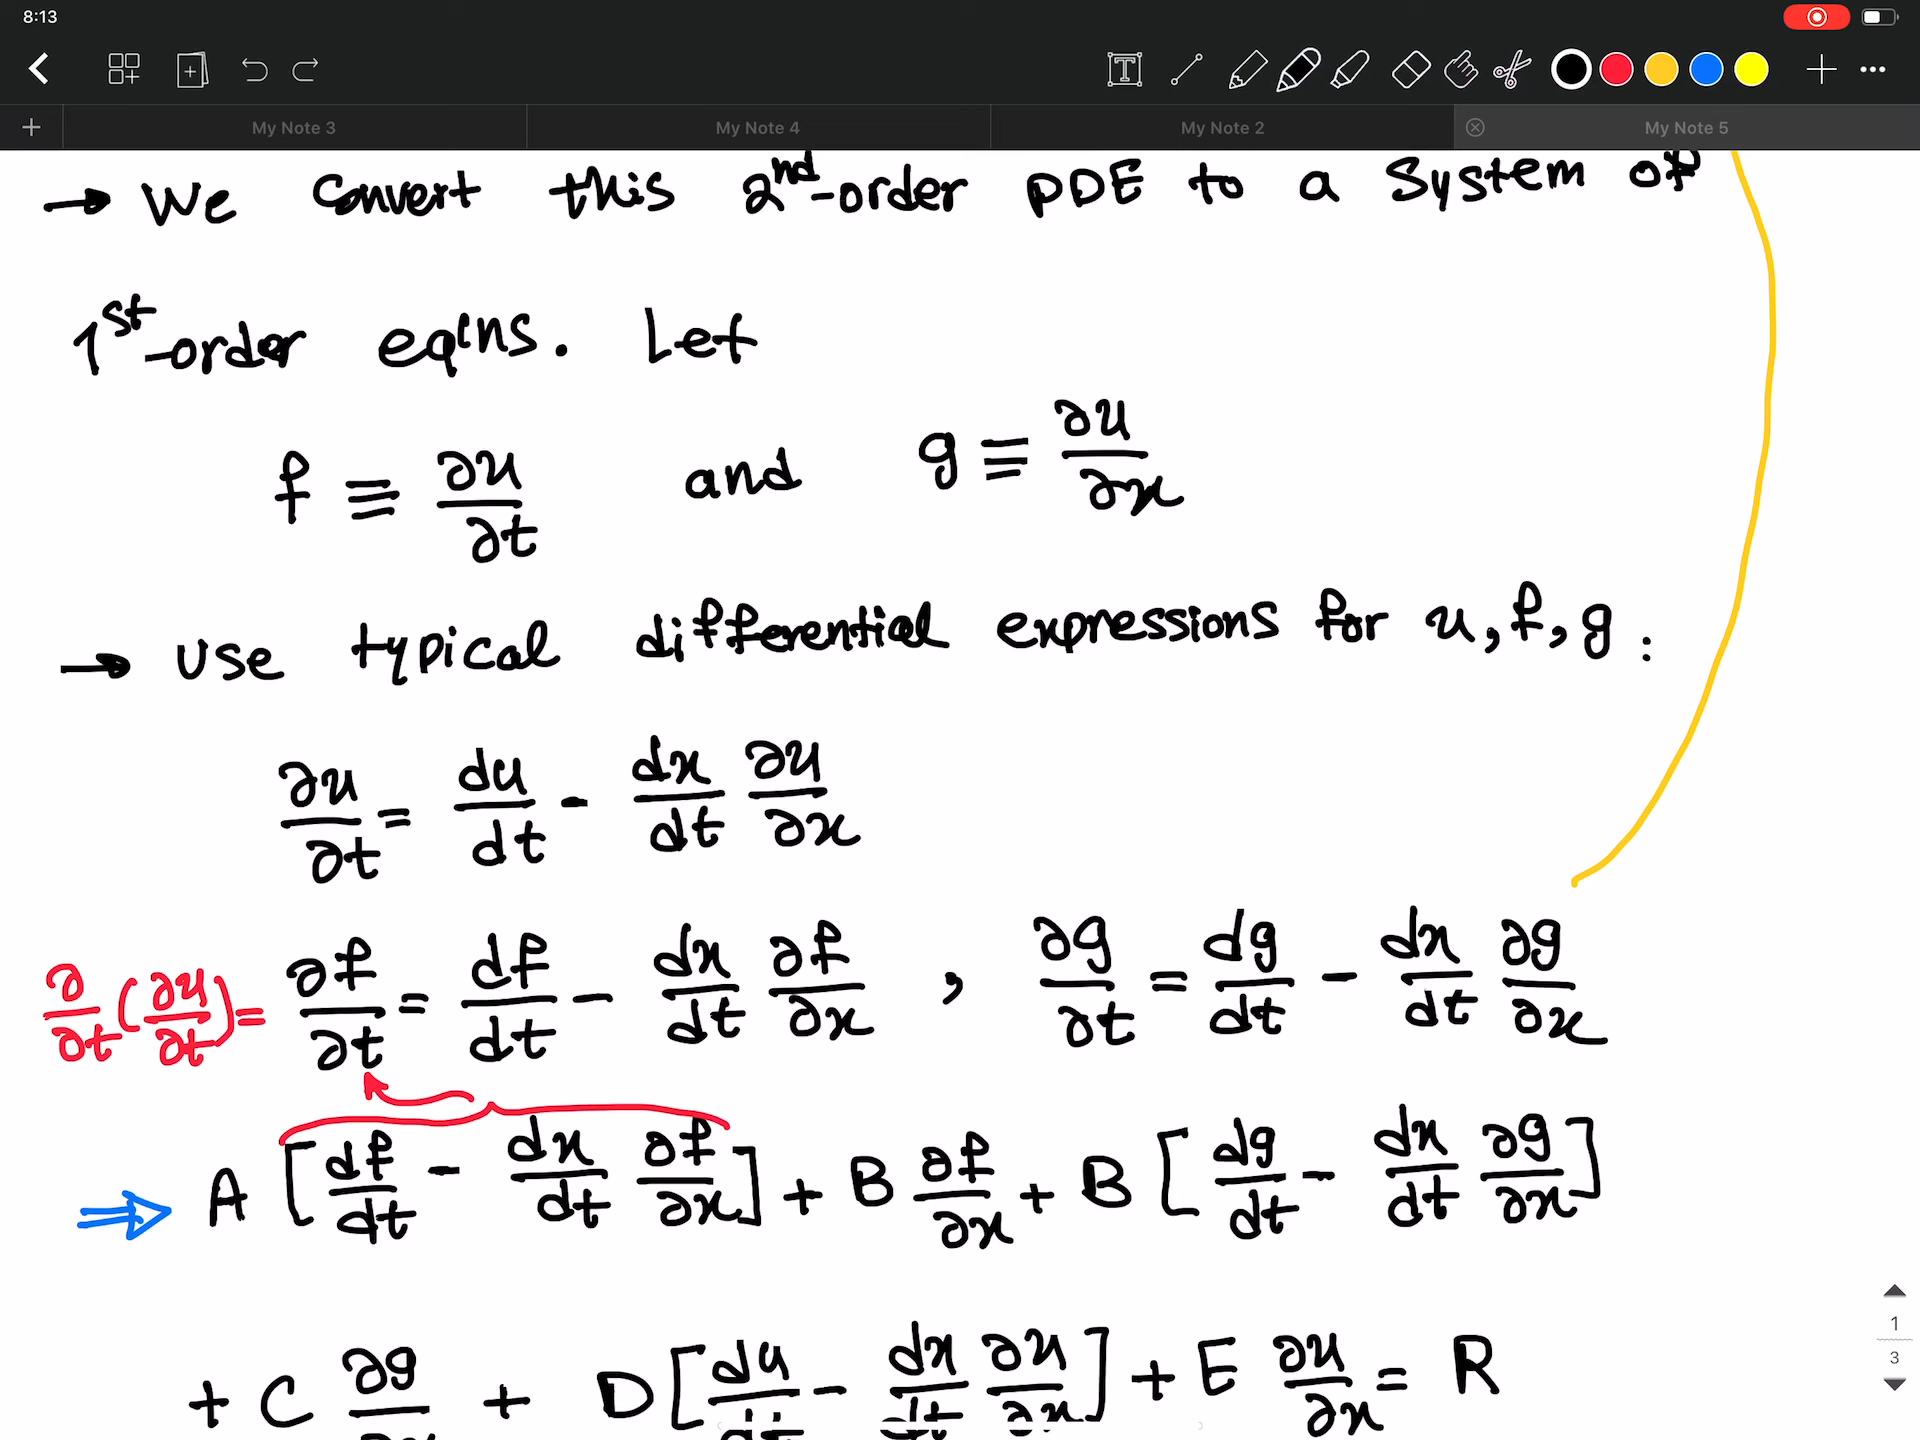 8:13
My Note 3 My Note 4 My Note 2 My Note 5
→ We convert this 2nd-order PDE to a System of
1st-order eq'ns. Let
f ≡ ∂u/∂t and g ≡ ∂u/∂x
→ Use typical differential expressions for u, f, g :
∂u/∂t = du/dt - dx/dt ∂u/∂x
∂/∂t (∂u/∂t) = ∂f/∂t = df/dt - dx/dt ∂f/∂x , ∂g/∂t = dg/dt - dx/dt ∂g/∂x
⇒ A [df/dt - dx/dt ∂f/∂x] + B ∂f/∂x + B [dg/dt - dx/dt ∂g/∂x]
+ C ∂g/∂x + D [du/dt - dx/dt ∂u/∂x] + E ∂u/∂x = R
1
3